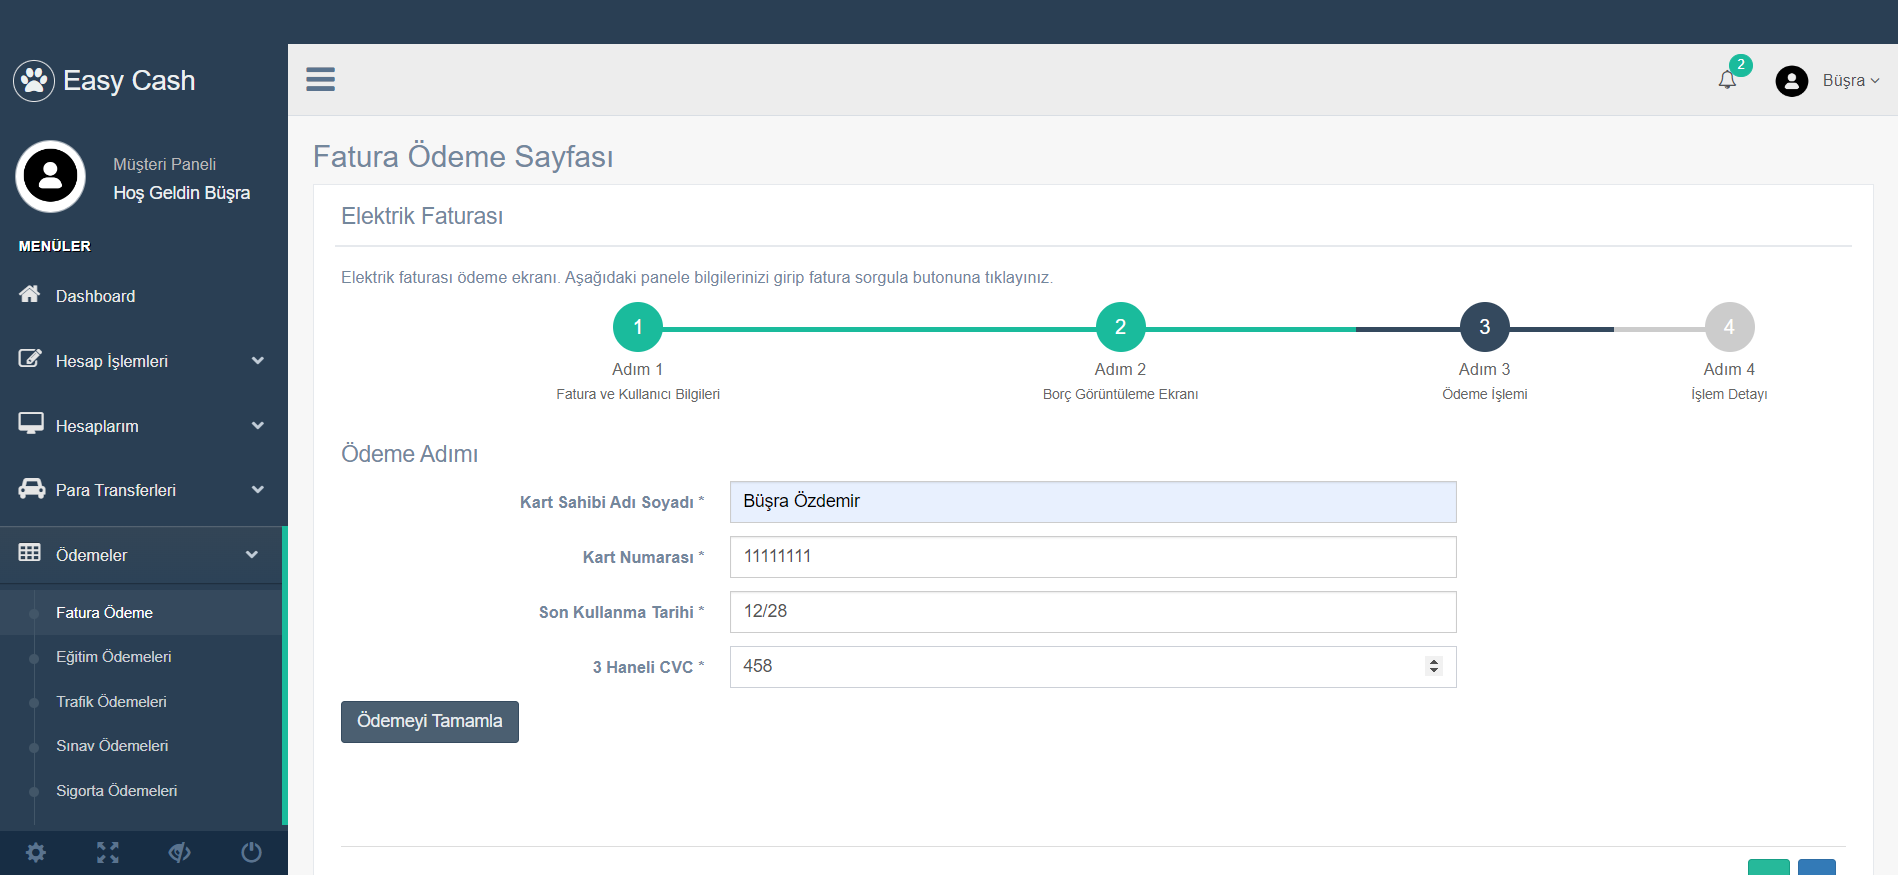 Easy Cash
2
Büşra
Müşteri Paneli
Hoş Geldin Büşra
MENÜLER
Dashboard
Hesap İşlemleri
Hesaplarım
Para Transferleri
Ödemeler
Fatura Ödeme
Eğitim Ödemeleri
Trafik Ödemeleri
Sınav Ödemeleri
Sigorta Ödemeleri
Fatura Ödeme Sayfası
Elektrik Faturası
Elektrik faturası ödeme ekranı. Aşağıdaki panele bilgilerinizi girip fatura sorgula butonuna tıklayınız.
1 2 3 4
Adım 1 Adım 2 Adım 3 Adım 4
Fatura ve Kullanıcı Bilgileri Borç Görüntüleme Ekranı Ödeme İşlemi İşlem Detayı
Ödeme Adımı
Kart Sahibi Adı Soyadı * Büşra Özdemir
Kart Numarası * 11111111
Son Kullanma Tarihi * 12/28
3 Haneli CVC * 458
Ödemeyi Tamamla